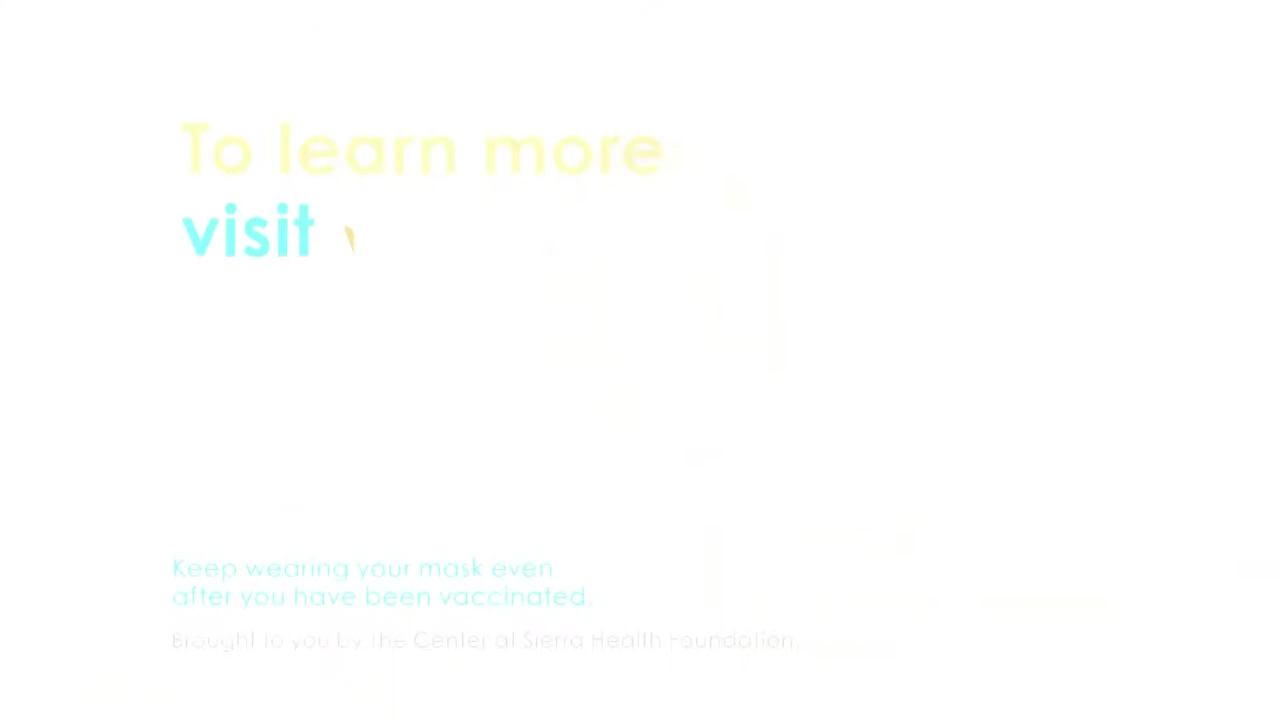 To learn more
visit
Keep wearing your mask even
after you have been vaccinated.
Brought to you by The Center at Sierra Health Foundation.